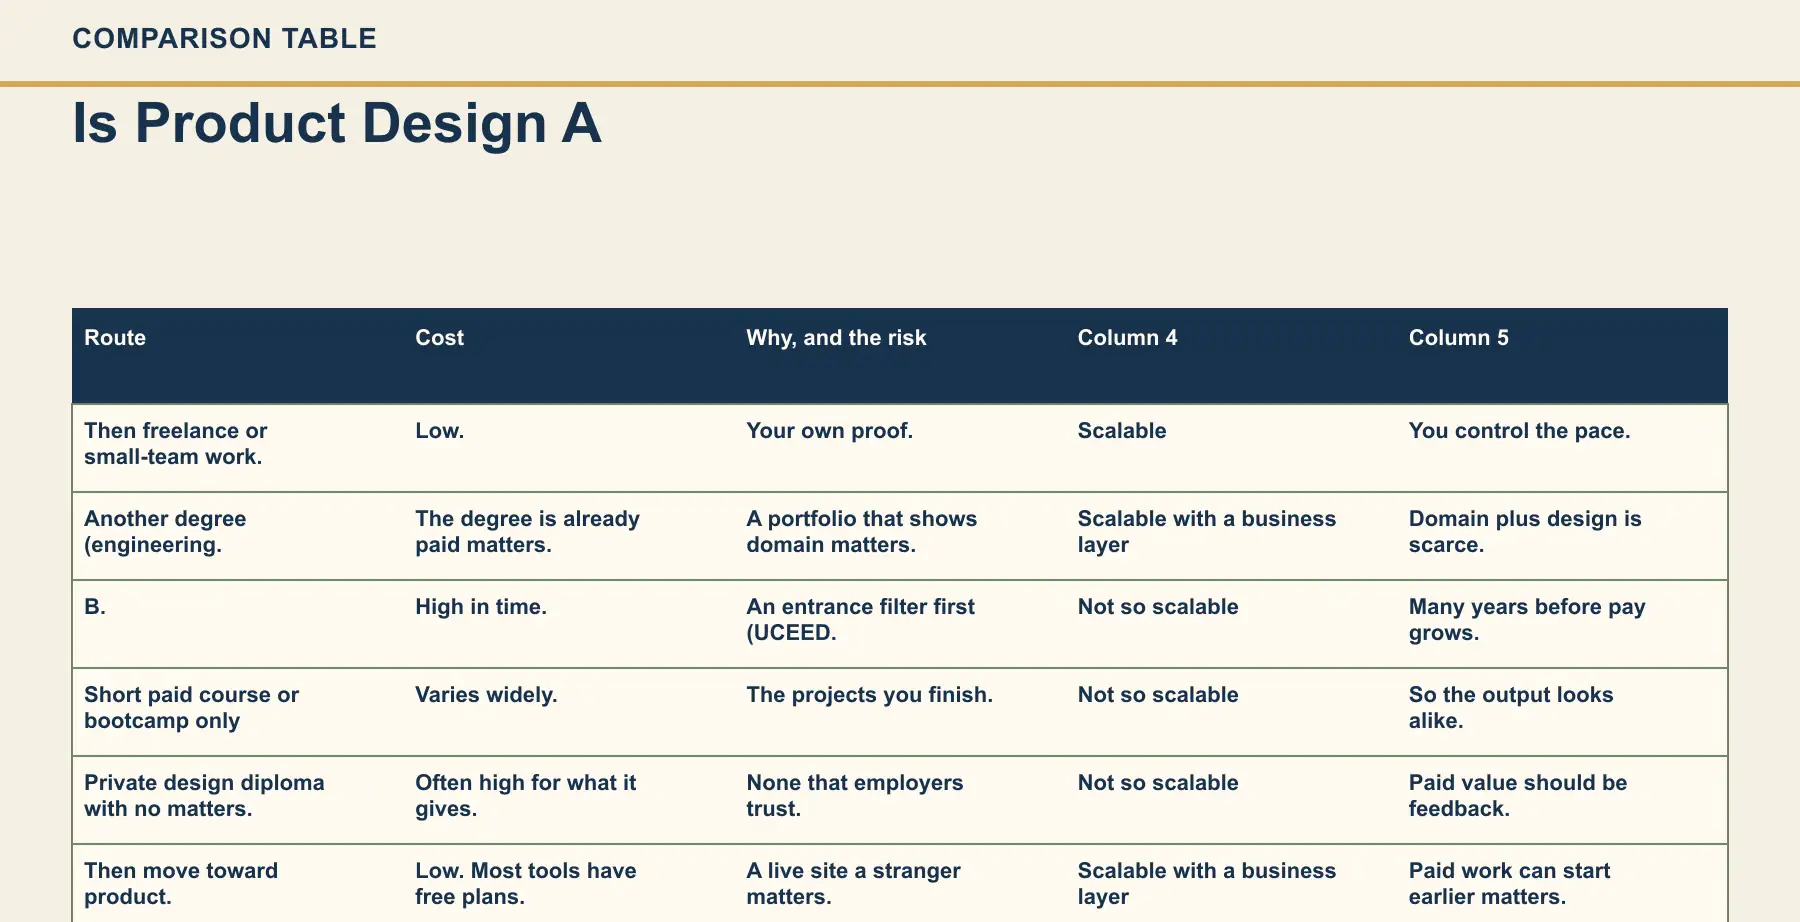 COMPARISON TABLE
Is Product Design A
Route Cost Why, and the risk Column 4 Column 5
Then freelance or
small-team work.
Low.
Your own proof.
Scalable
You control the pace.
Another degree
(engineering.
The degree is already
paid matters.
A portfolio that shows
domain matters.
Scalable with a business
layer
Domain plus design is
scarce.
B.
High in time.
An entrance filter first
(UCEED.
Not so scalable
Many years before pay
grows.
Short paid course or
bootcamp only
Varies widely.
The projects you finish.
Not so scalable
So the output looks
alike.
Private design diploma
with no matters.
Often high for what it
gives.
None that employers
trust.
Not so scalable
Paid value should be
feedback.
Then move toward
product.
Low. Most tools have
free plans.
A live site a stranger
matters.
Scalable with a business
layer
Paid work can start
earlier matters.